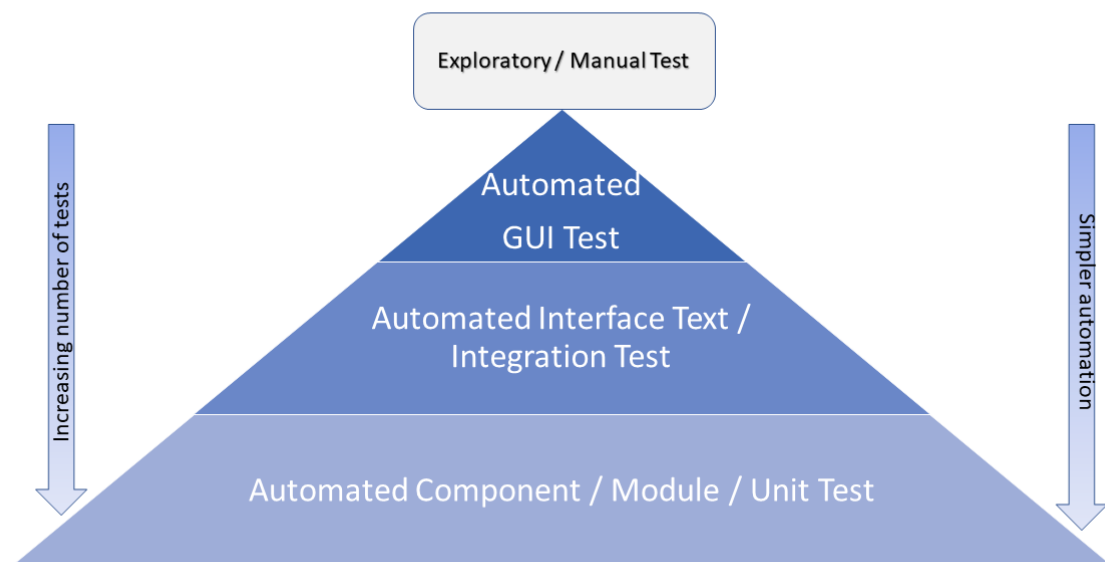 Exploratory / Manual Test
Automated
GUI Test
Increasing number of tests
Simpler automation
Automated Interface Text /
Integration Test
Automated Component / Module / Unit Test